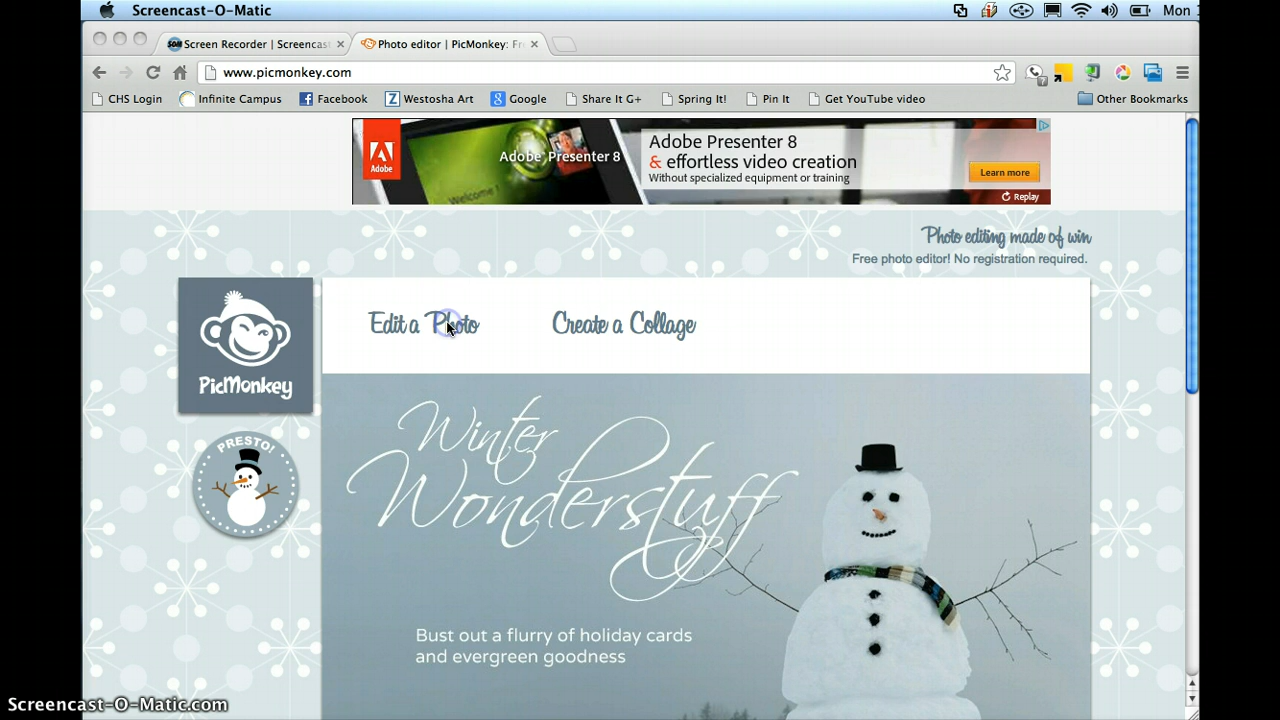 Screencast-O-Matic
Mon
Screen Recorder | Screencast
Photo editor | PicMonkey: Fr
www.picmonkey.com
CHS Login
Infinite Campus
Facebook
Westosha Art
Google
Share It G+
Spring It!
Pin It
Get YouTube video
Other Bookmarks
Adobe
Welcome !
Adobe Presenter 8
Adobe Presenter 8
& effortless video creation
Without specialized equipment or training
Learn more
Replay
Photo editing made of win
Free photo editor! No registration required.
PicMonkey
Edit a Photo
Create a Collage
PRESTO!
Winter
Wonderstuff
Bust out a flurry of holiday cards
and evergreen goodness
Screencast-O-Matic.com